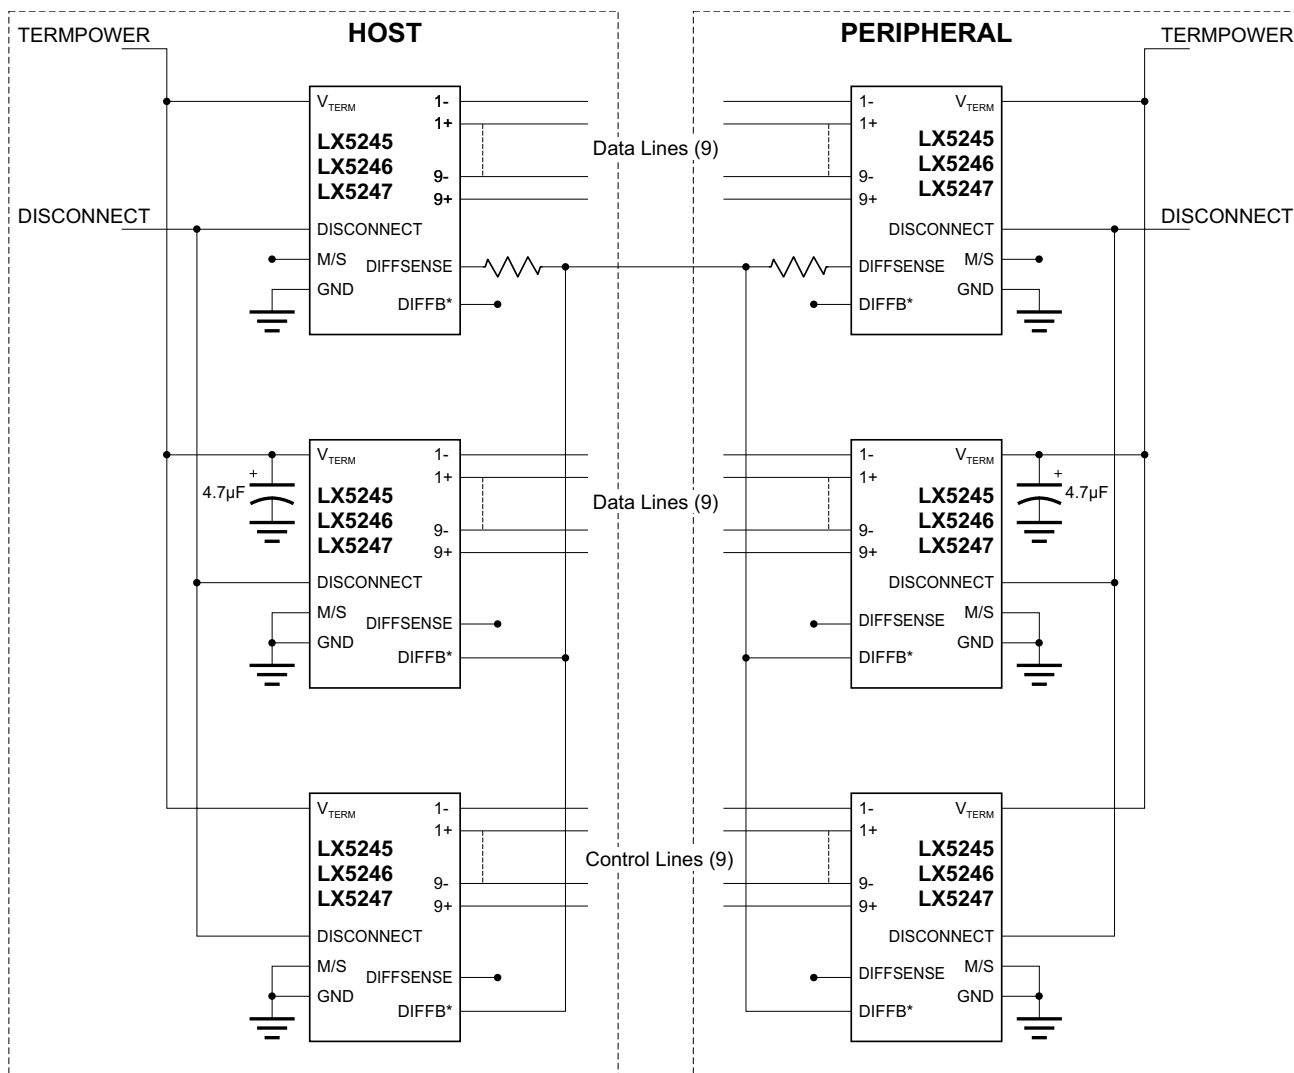 HOST
PERIPHERAL
TERMPOWER
TERMPOWER
VTERM
1-
1+
LX5245
LX5246
LX5247
9-
9+
DISCONNECT
DISCONNECT
M/S
DIFFSENSE
GND
DIFFB*
Data Lines (9)
1-
VTERM
1+
LX5245
LX5246
LX5247
9-
9+
DISCONNECT
DISCONNECT
DIFFSENSE
M/S
GND
DIFFB*
+
4.7µF
VTERM
1-
1+
LX5245
LX5246
LX5247
9-
9+
DISCONNECT
M/S
DIFFSENSE
GND
DIFFB*
Data Lines (9)
1-
VTERM
1+
LX5245
LX5246
LX5247
9-
9+
DISCONNECT
DIFFSENSE
M/S
GND
DIFFB*
+
4.7µF
VTERM
1-
1+
LX5245
LX5246
LX5247
9-
9+
DISCONNECT
M/S
DIFFSENSE
GND
DIFFB*
Control Lines (9)
1-
VTERM
1+
LX5245
LX5246
LX5247
9-
9+
DISCONNECT
DIFFSENSE
M/S
GND
DIFFB*